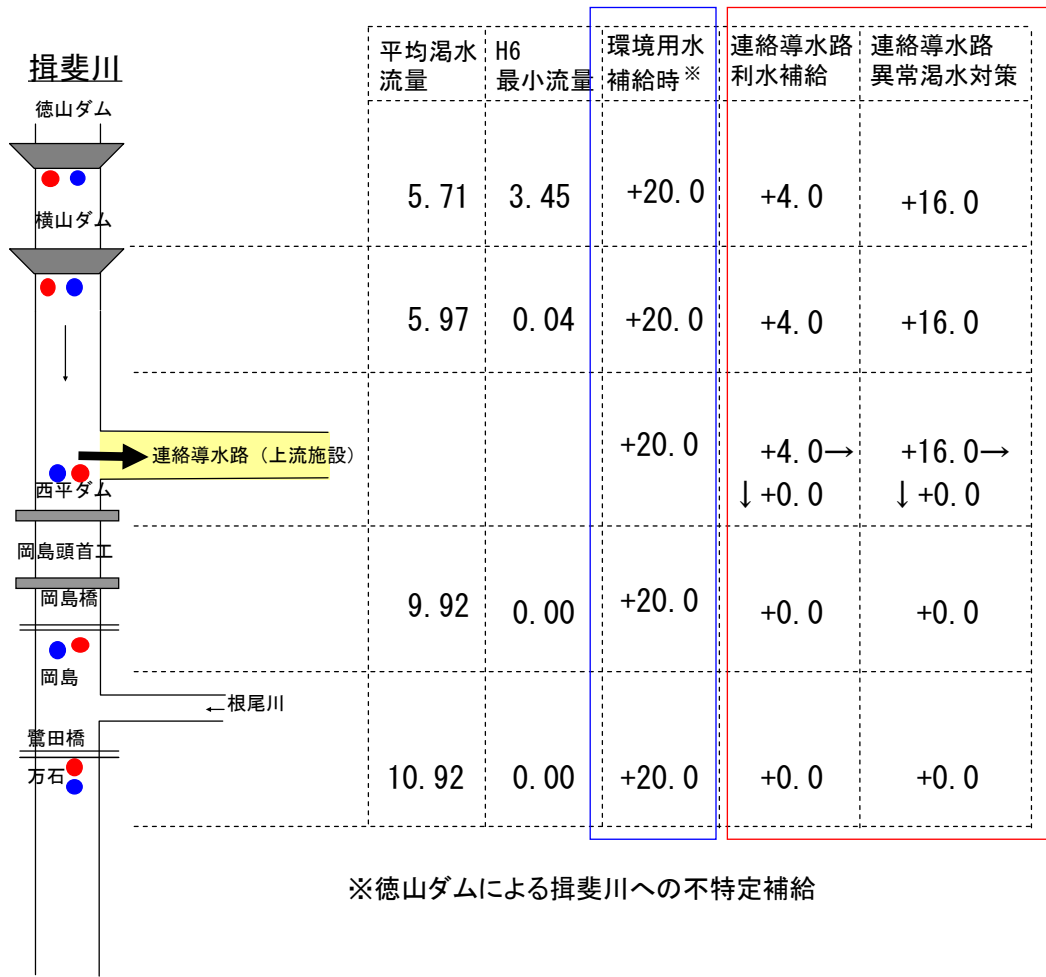 揖斐川
平均渇水
流量
H6
最小流量
環境用水
補給時※
連絡導水路
利水補給
連絡導水路
異常渇水対策
徳山ダム
5.71 3.45 +20.0 +4.0 +16.0
横山ダム
5.97 0.04 +20.0 +4.0 +16.0
連絡導水路（上流施設）
+20.0 +4.0→ +16.0→
↓+0.0 ↓+0.0
西平ダム
岡島頭首工
岡島橋
9.92 0.00 +20.0 +0.0 +0.0
岡島
←根尾川
鷺田橋
万石
10.92 0.00 +20.0 +0.0 +0.0
※徳山ダムによる揖斐川への不特定補給